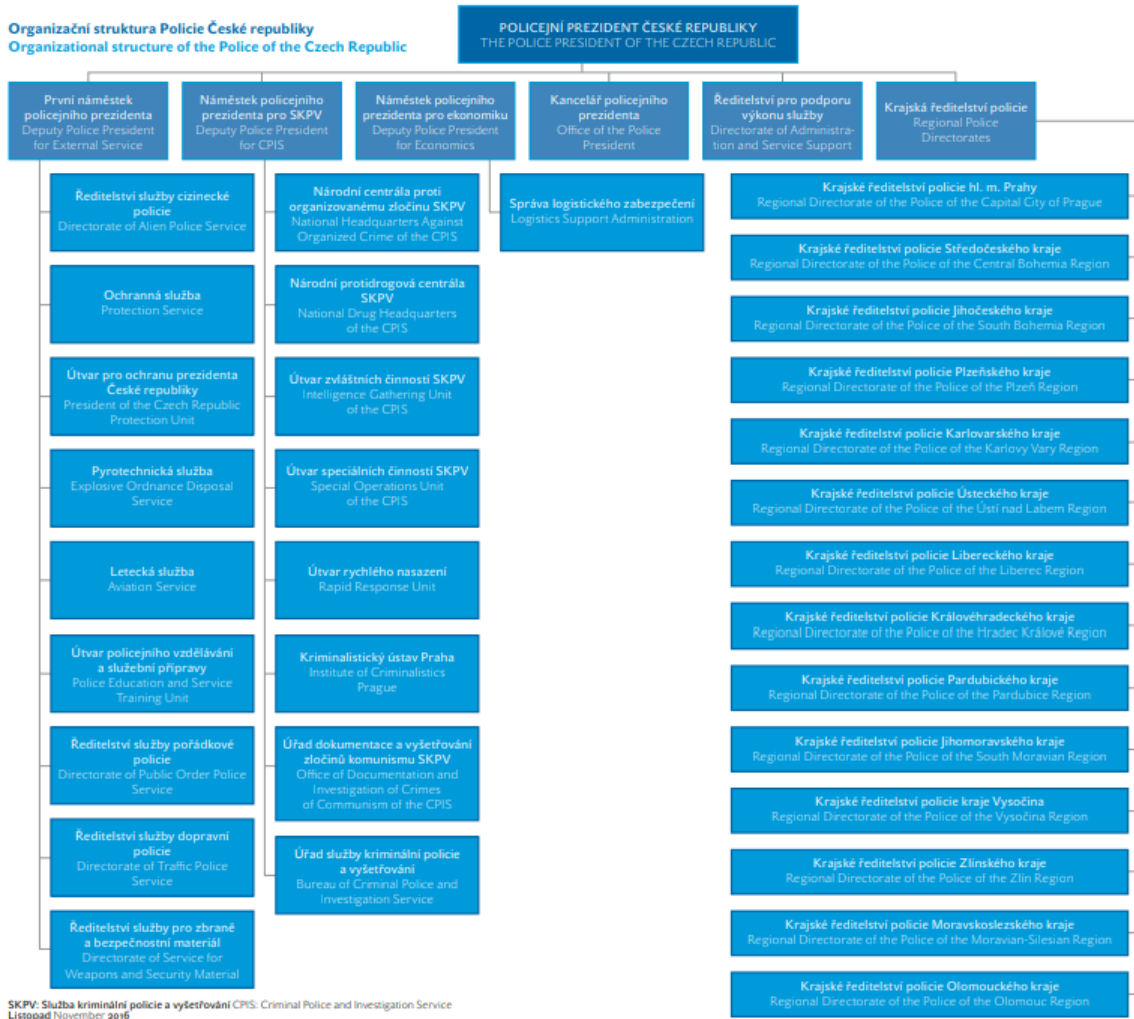 Organizační struktura Policie České republiky
Organizational structure of the Police of the Czech Republic
POLICEJNÍ PREZIDENT ČESKÉ REPUBLIKY
THE POLICE PRESIDENT OF THE CZECH REPUBLIC
První náměstek
policejního prezidenta
Deputy Police President
for External Service
Náměstek policejního
prezidenta pro SKPV
Deputy Police President
for CPIS
Náměstek policejního
prezidenta pro ekonomiku
Deputy Police President
for Economics
Kancelář policejního
prezidenta
Office of the Police
President
Ředitelství pro podporu
výkonu služby
Directorate of Administra-
tion and Service Support
Krajská ředitelství policie
Regional Police
Directorates
Ředitelství služby cizinecké
policie
Directorate of Alien Police Service
Ochranná služba
Protection Service
Útvar pro ochranu prezidenta
České republiky
President of the Czech Republic
Protection Unit
Pyrotechnická služba
Explosive Ordnance Disposal
Service
Letecká služba
Aviation Service
Útvar policejního vzdělávání
a služební přípravy
Police Education and Service
Training Unit
Ředitelství služby pořádkové
policie
Directorate of Public Order Police
Service
Ředitelství služby dopravní
policie
Directorate of Traffic Police
Service
Ředitelství služby pro zbraně
a bezpečnostní materiál
Directorate of Service for
Weapons and Security Material
Národní centrála proti
organizovanému zločinu SKPV
National Headquarters Against
Organized Crime of the CPIS
Národní protidrogová centrála
SKPV
National Drug Headquarters
of the CPIS
Útvar zvláštních činností SKPV
Intelligence Gathering Unit
of the CPIS
Útvar speciálních činností SKPV
Special Operations Unit
of the CPIS
Útvar rychlého nasazení
Rapid Response Unit
Kriminalistický ústav Praha
Institute of Criminalistics
Prague
Úřad dokumentace a vyšetřování
zločinů komunismu SKPV
Office of Documentation and
Investigation of Crimes
of Communism of the CPIS
Úřad služby kriminální policie
a vyšetřování
Bureau of Criminal Police and
Investigation Service
Správa logistického zabezpečení
Logistics Support Administration
Krajské ředitelství policie hl. m. Prahy
Regional Directorate of the Police of the Capital City of Prague
Krajské ředitelství policie Středočeského kraje
Regional Directorate of the Police of the Central Bohemia Region
Krajské ředitelství policie Jihočeského kraje
Regional Directorate of the Police of the South Bohemia Region
Krajské ředitelství policie Plzeňského kraje
Regional Directorate of the Police of the Plzeň Region
Krajské ředitelství policie Karlovarského kraje
Regional Directorate of the Police of the Karlovy Vary Region
Krajské ředitelství policie Ústeckého kraje
Regional Directorate of the Police of the Ústí nad Labem Region
Krajské ředitelství policie Libereckého kraje
Regional Directorate of the Police of the Liberec Region
Krajské ředitelství policie Královéhradeckého kraje
Regional Directorate of the Police of the Hradec Králové Region
Krajské ředitelství policie Pardubického kraje
Regional Directorate of the Police of the Pardubice Region
Krajské ředitelství policie Jihomoravského kraje
Regional Directorate of the Police of the South Moravian Region
Krajské ředitelství policie kraje Vysočina
Regional Directorate of the Police of the Vysočina Region
Krajské ředitelství policie Zlínského kraje
Regional Directorate of the Police of the Zlín Region
Krajské ředitelství policie Moravskoslezského kraje
Regional Directorate of the Police of the Moravian-Silesian Region
Krajské ředitelství policie Olomouckého kraje
Regional Directorate of the Police of the Olomouc Region
SKPV: Služba kriminální policie a vyšetřování CPIS: Criminal Police and Investigation Service
Listopad November 2016